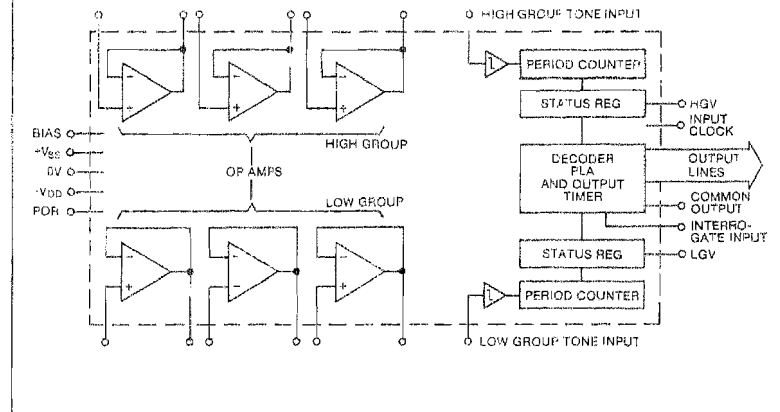 HIGH GROUP TONE INPUT
PERIOD COUNTER
STATUS REG
HGV
INPUT
CLOCK
BIAS
+VSS
0V
-VDD
POR
HIGH GROUP
OP AMPS
LOW GROUP
DECODER
PLA
AND OUTPUT
TIMER
OUTPUT
LINES
COMMON
OUTPUT
INTERRO-
GATE INPUT
STATUS REG
LGV
PERIOD COUNTER
LOW GROUP TONE INPUT